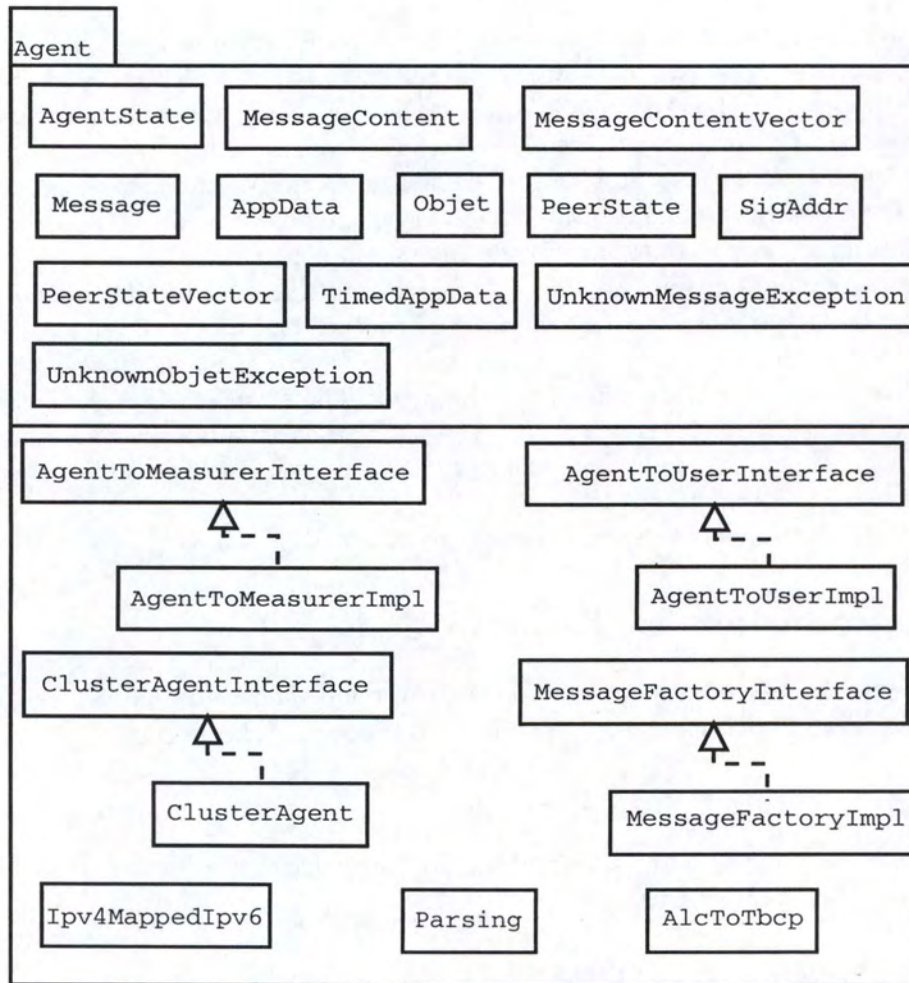 Agent
AgentState MessageContent MessageContentVector
Message AppData Objet PeerState SigAddr
PeerStateVector TimedAppData UnknownMessageException
UnknownObjetException
AgentToMeasurerInterface AgentToUserInterface
AgentToMeasurerImpl AgentToUserImpl
ClusterAgentInterface MessageFactoryInterface
ClusterAgent MessageFactoryImpl
Ipv4MappedIpv6 Parsing AlcToTbcp